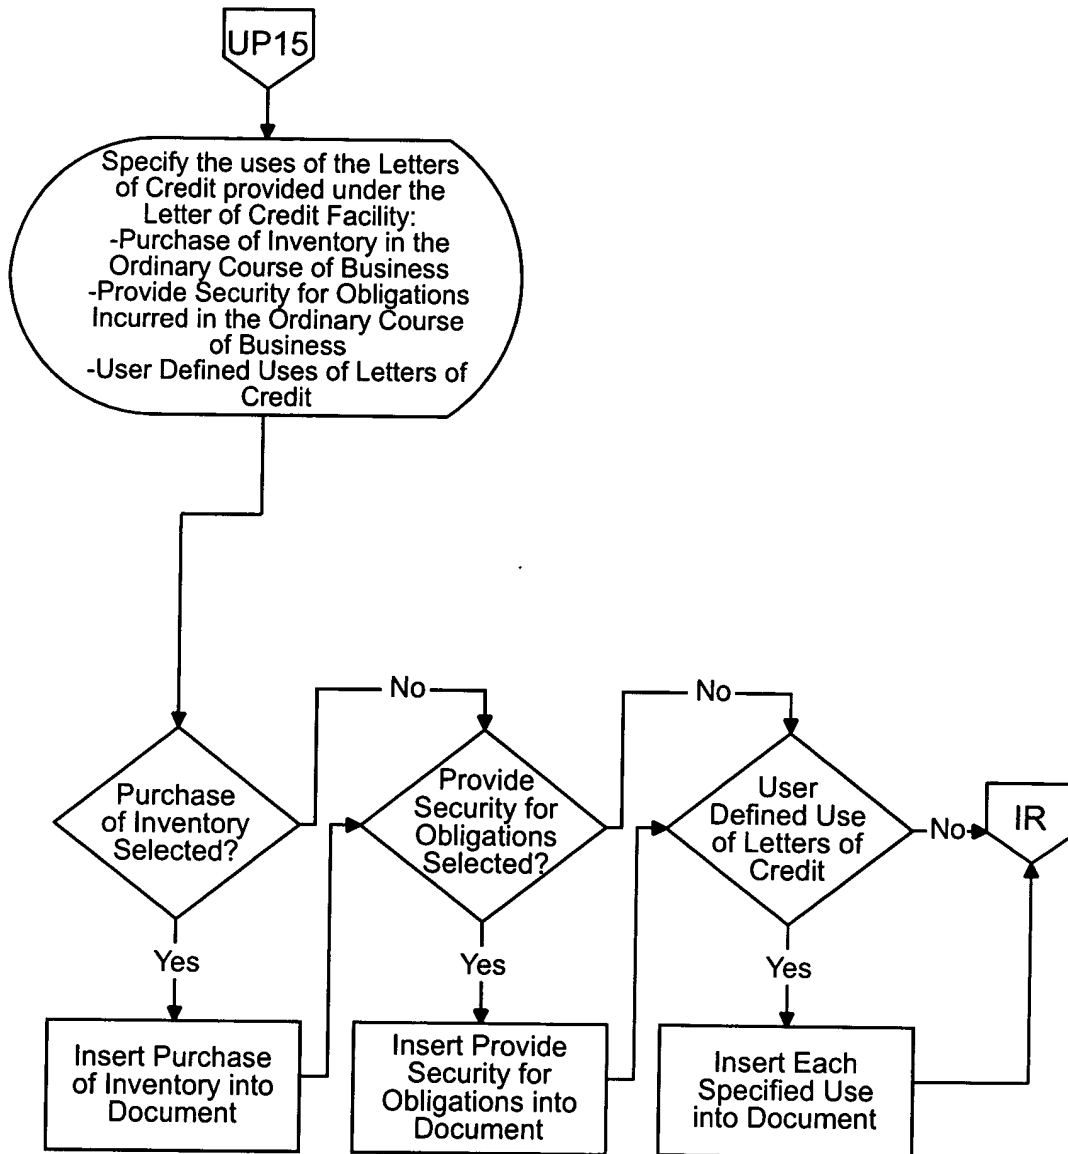 UP15
Specify the uses of the Letters
of Credit provided under the
Letter of Credit Facility:
-Purchase of Inventory in the
Ordinary Course of Business
-Provide Security for Obligations
Incurred in the Ordinary Course
of Business
-User Defined Uses of Letters of
Credit
No
No
Purchase
of Inventory
Selected?
Provide
Security for
Obligations
Selected?
User
Defined Use
of Letters of
Credit
No
IR
Yes
Yes
Yes
Insert Purchase
of Inventory into
Document
Insert Provide
Security for
Obligations into
Document
Insert Each
Specified Use
into Document